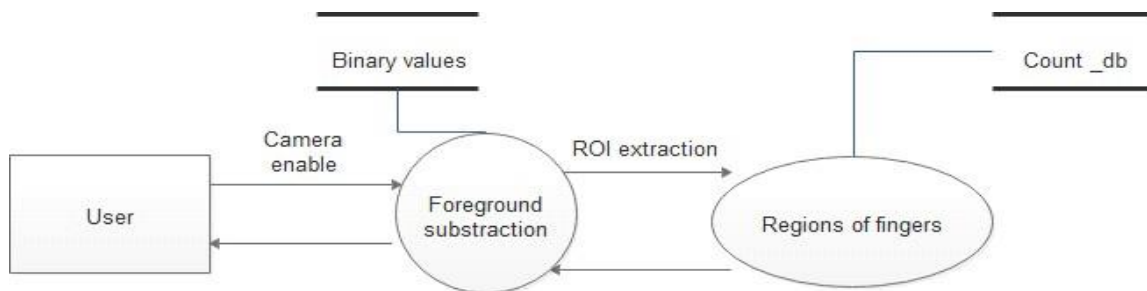 Binary values
Count _db
Camera
enable
ROI extraction
User
Foreground
substraction
Regions of fingers